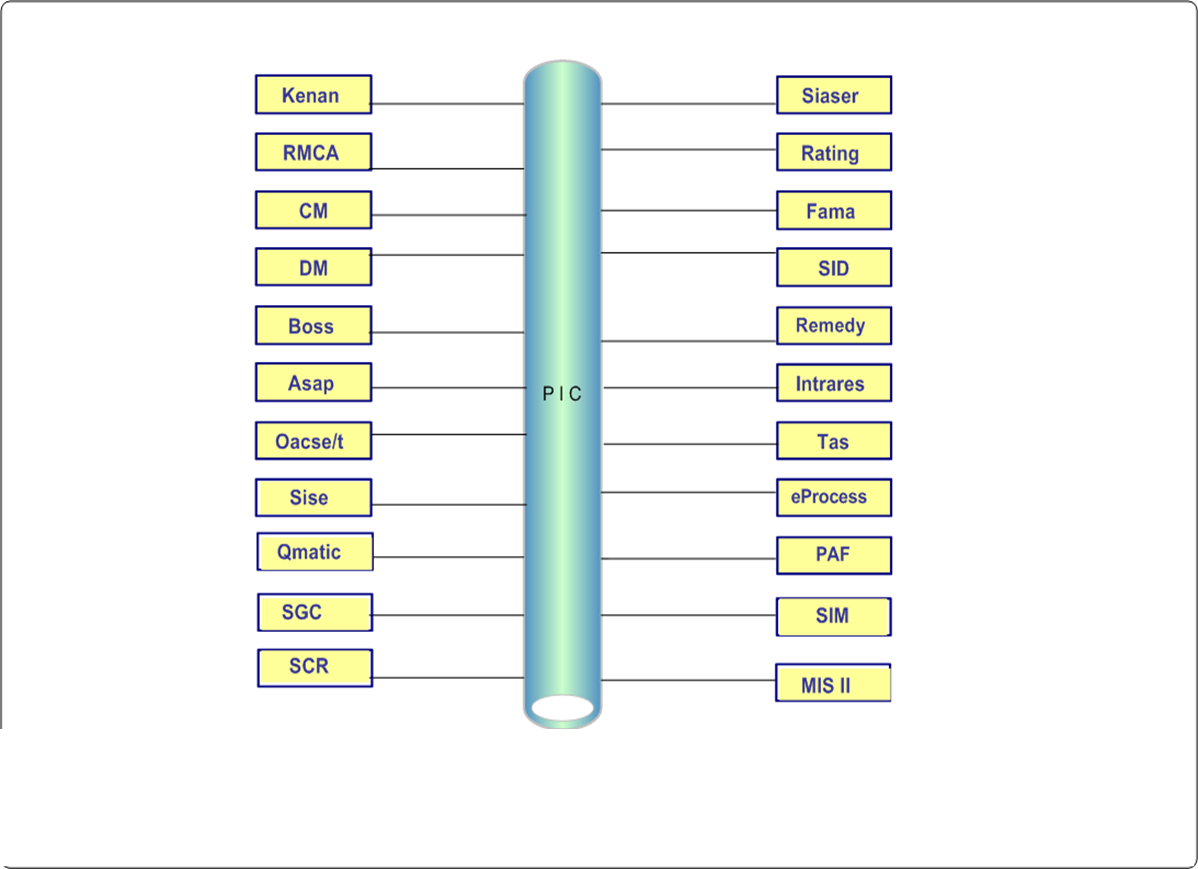 Kenan
RMCA
CM
DM
Boss
Asap
Oacse/t
Sise
Qmatic
SGC
SCR
P I C
Siaser
Rating
Fama
SID
Remedy
Intrares
Tas
eProcess
PAF
SIM
MIS II